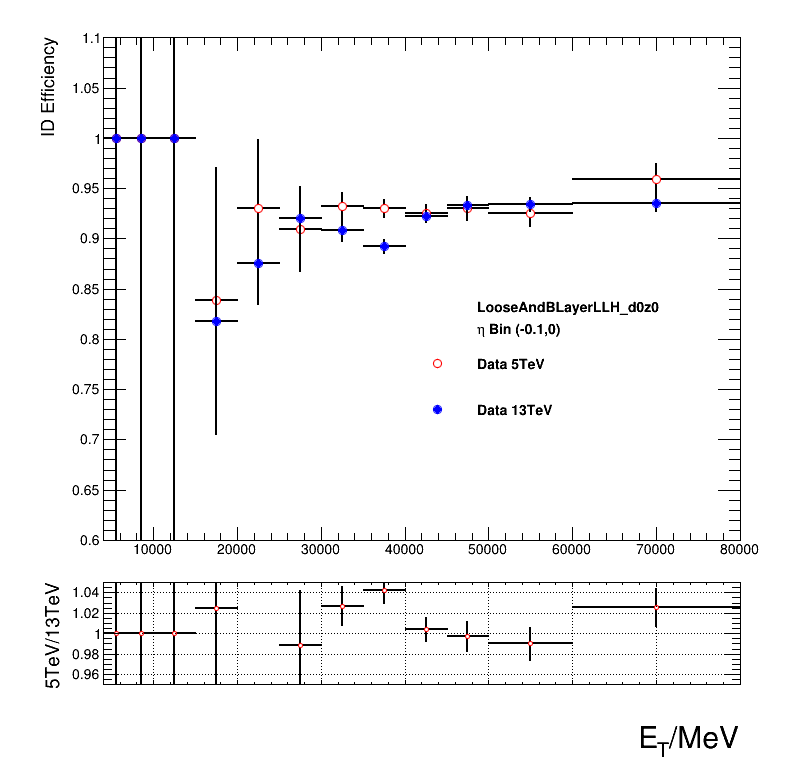 ID Efficiency
1.1
1.05
1
0.95
0.9
0.85
0.8
0.75
0.7
0.65
0.6
LooseAndBLayerLLH_d0z0
η Bin (-0.1,0)
Data 5TeV
Data 13TeV
10000 20000 30000 40000 50000 60000 70000 80000
5TeV/13TeV
1.04
1.02
1
0.98
0.96
E_T/MeV